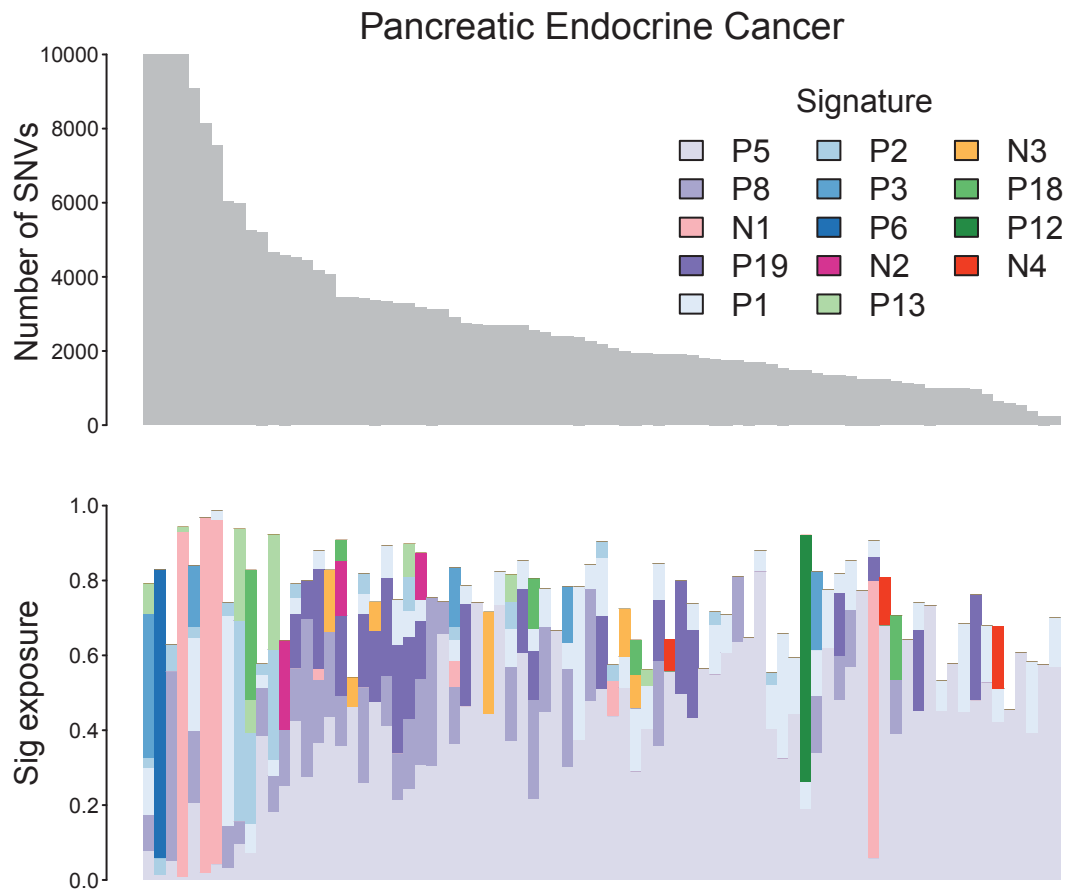 Pancreatic Endocrine Cancer
Number of SNVs
10000
8000
6000
4000
2000
0
Signature
P5 P2 N3
P8 P3 P18
N1 P6 P12
P19 N2 N4
P1 P13
Sig exposure
1.0
0.8
0.6
0.4
0.2
0.0